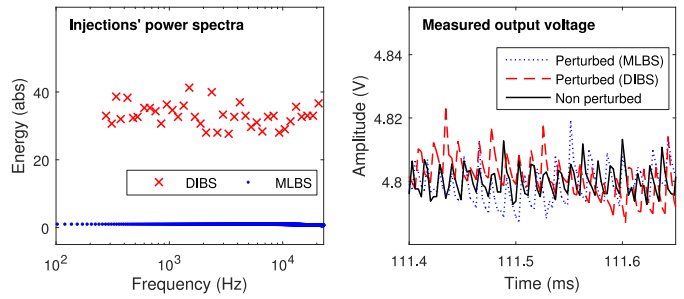 Injections' power spectra
Energy (abs)
40
20
0
DIBS
MLBS
10^2
10^3
10^4
Frequency (Hz)
Measured output voltage
Amplitude (V)
4.84
4.82
4.8
Perturbed (MLBS)
Perturbed (DIBS)
Non perturbed
111.4
111.5
111.6
Time (ms)